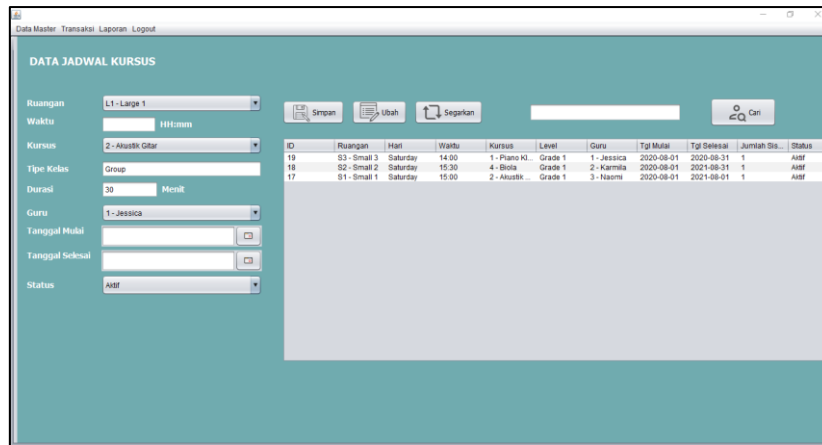 Data Master Transaksi Laporan Logout
DATA JADWAL KURSUS
Ruangan L1 - Large 1
Waktu HH:mm
Kursus 2 - Akustik Gitar
Tipe Kelas Group
Durasi 30 Menit
Guru 1 - Jessica
Tanggal Mulai
Tanggal Selesai
Status Aktif
Simpan Ubah Segarkan Cari
ID Ruangan Hari Waktu Kursus Level Guru Tgl Mulai Tgl Selesai Jumlah Sis... Status
19 S3 - Small 3 Saturday 14:00 1 - Piano Kl... Grade 1 1 - Jessica 2020-08-01 2020-08-31 1 Aktif
18 S2 - Small 2 Saturday 15:30 4 - Biola Grade 1 2 - Karmila 2020-08-01 2021-08-31 1 Aktif
17 S1 - Small 1 Saturday 15:00 2 - Akustik ... Grade 1 3 - Naomi 2020-08-01 2021-08-01 1 Aktif